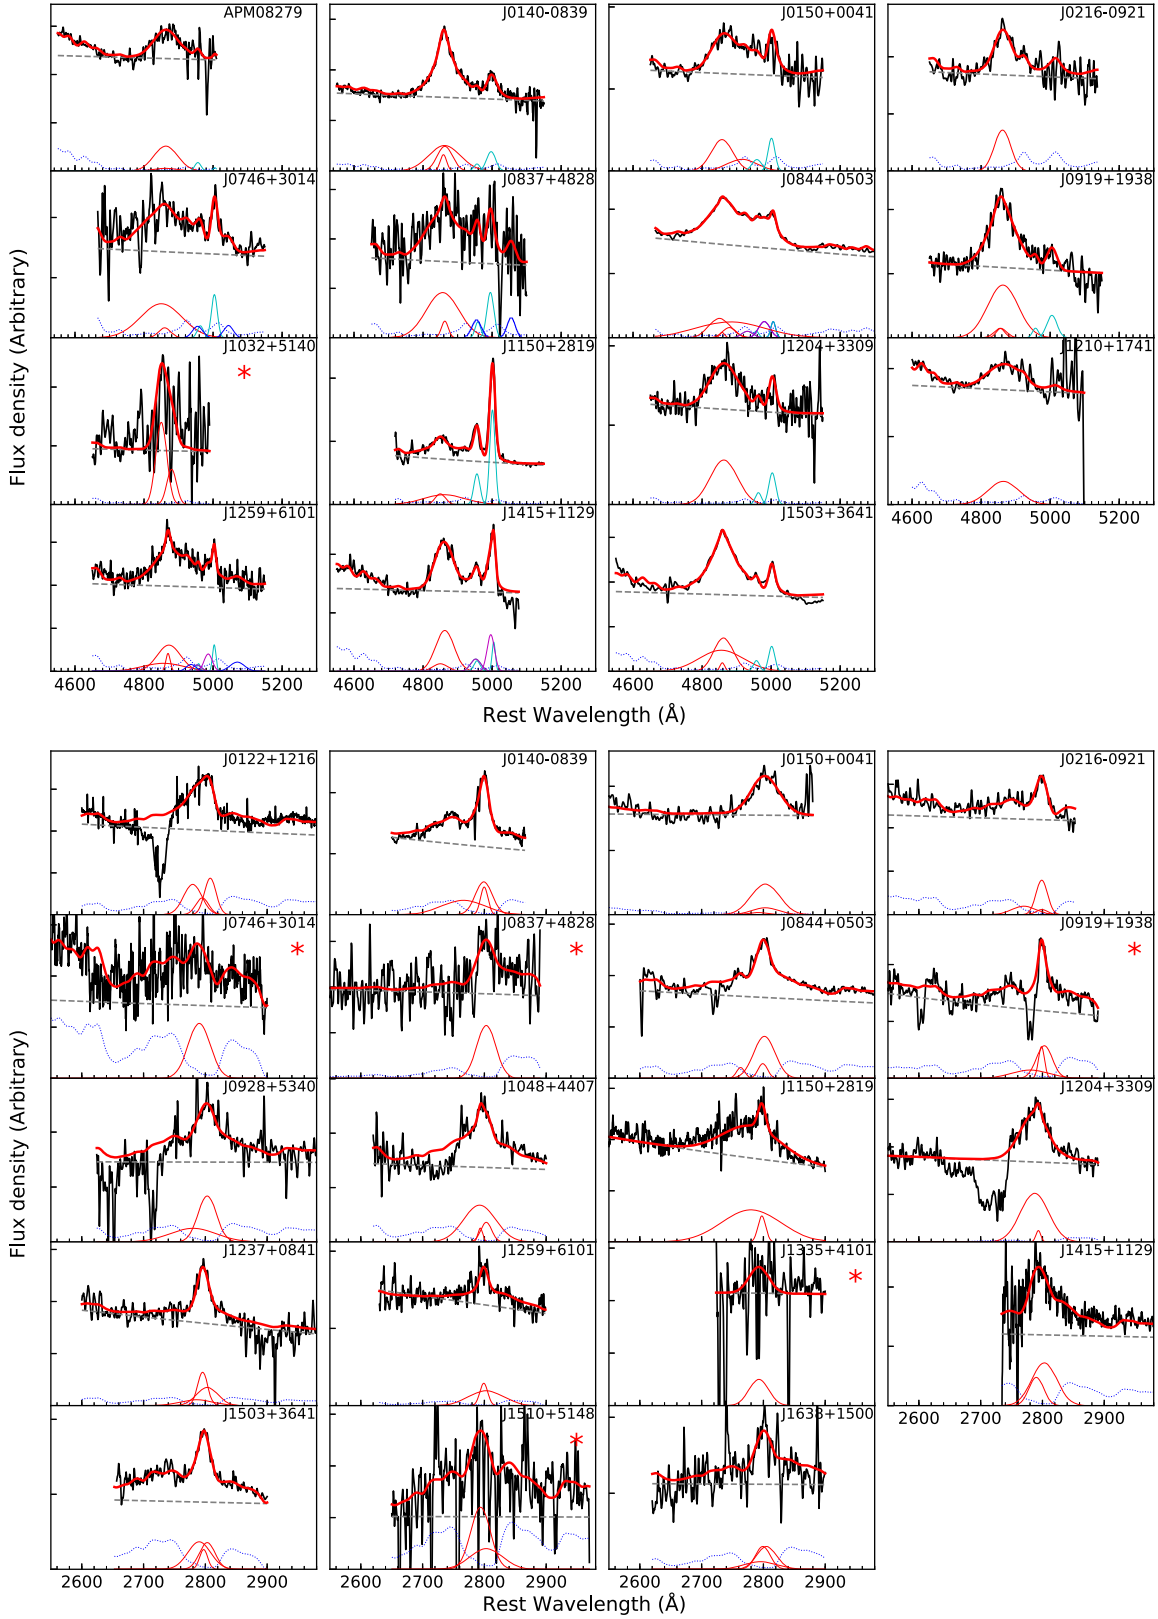 APM08279 J0140-0839 J0150+0041 J0216-0921
J0746+3014 J0837+4828 J0844+0503 J0919+1938
J1032+5140 * J1150+2819 J1204+3309 J1210+1741
4600 4800 5000 5200
J1259+6101 J1415+1129 J1503+3641
4600 4800 5000 5200 4600 4800 5000 5200 4600 4800 5000 5200
Flux density (Arbitrary)
Rest Wavelength (Å)
J0122+1216 J0140-0839 J0150+0041 J0216-0921
J0746+3014 * J0837+4828 * J0844+0503 J0919+1938 *
J0928+5340 J1048+4407 J1150+2819 J1204+3309
J1237+0841 J1259+6101 J1335+4101 * J1415+1129
2600 2700 2800 2900
J1503+3641 J1510+5148 * J1638+1500
2600 2700 2800 2900 2600 2700 2800 2900 2600 2700 2800 2900
Flux density (Arbitrary)
Rest Wavelength (Å)